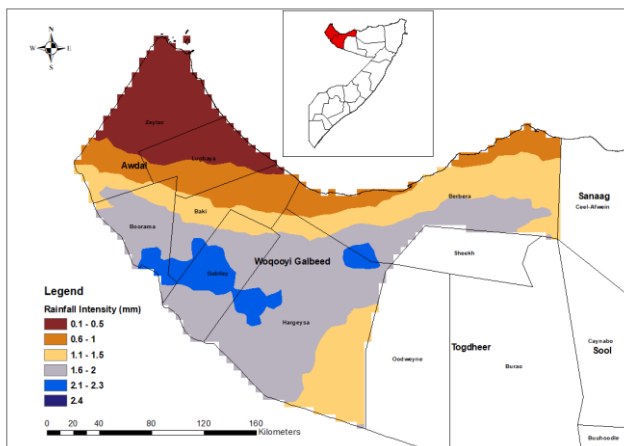 N
W E
S
Zeylac
Lughaya
Awdal
Sanaag
Berbera
Ceel-Afwein
Baki
Boorama
Sheekh
Woqooyi Galbeed
Gabiley
Legend
Rainfall Intensity (mm)
0.1 - 0.5
0.6 - 1
1.1 - 1.5
1.6 - 2
2.1 - 2.3
2.4
Hargeysa
Togdheer
Caynabo
Sool
Oodweyne
Burao
0 20 40 80 120 160
Kilometers
Buuhoodle